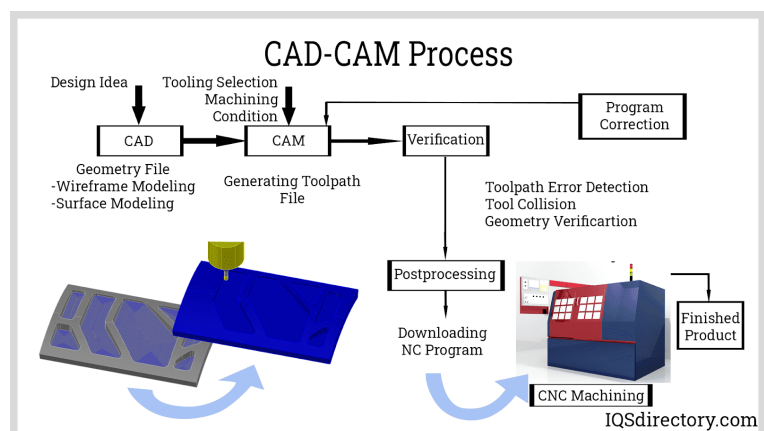 CAD-CAM Process
Design Idea
Tooling Selection
Machining
Condition
Program
Correction
CAD
CAM
Verification
Geometry File
-Wireframe Modeling
-Surface Modeling
Generating Toolpath
File
Toolpath Error Detection
Tool Collision
Geometry Verificartion
Postprocessing
Downloading
NC Program
Finished
Product
CNC Machining
IQSdirectory.com